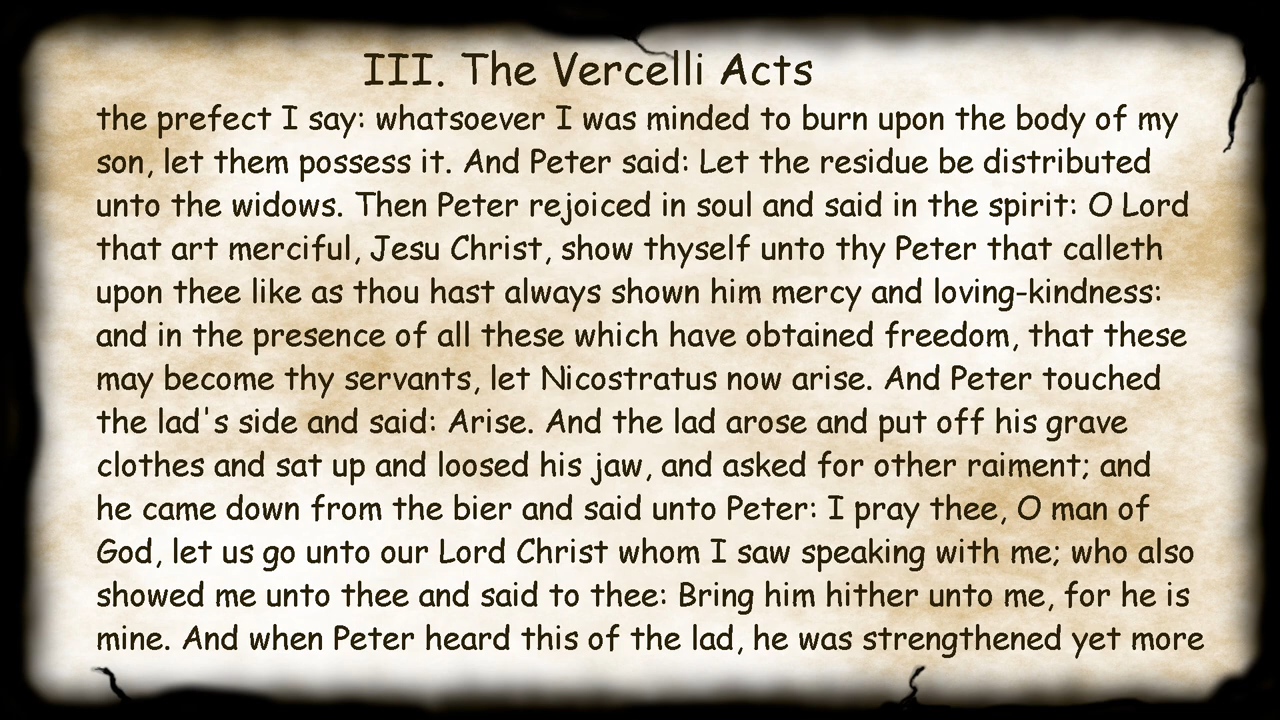 III. The Vercelli Acts
the prefect I say: whatsoever I was minded to burn upon the body of my
son, let them possess it. And Peter said: Let the residue be distributed
unto the widows. Then Peter rejoiced in soul and said in the spirit: O Lord
that art merciful, Jesu Christ, show thyself unto thy Peter that calleth
upon thee like as thou hast always shown him mercy and loving-kindness:
and in the presence of all these which have obtained freedom, that these
may become thy servants, let Nicostratus now arise. And Peter touched
the lad's side and said: Arise. And the lad arose and put off his grave
clothes and sat up and loosed his jaw, and asked for other raiment; and
he came down from the bier and said unto Peter: I pray thee, O man of
God, let us go unto our Lord Christ whom I saw speaking with me; who also
showed me unto thee and said to thee: Bring him hither unto me, for he is
mine. And when Peter heard this of the lad, he was strengthened yet more